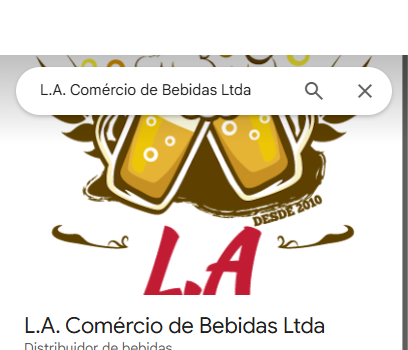 L.A. Comércio de Bebidas Ltda
DESDE 2010
L.A
L.A. Comércio de Bebidas Ltda
Distribuidor de bebidas